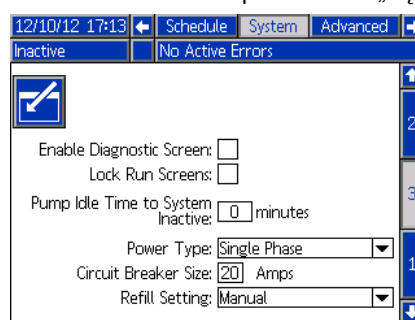 12/10/12 17:13 Schedule System Advanced
Inactive No Active Errors
2
Enable Diagnostic Screen:
Lock Run Screens:
3
Pump Idle Time to System
Inactive: 0 minutes
Power Type: Single Phase
1
Circuit Breaker Size: 20 Amps
Refill Setting: Manual